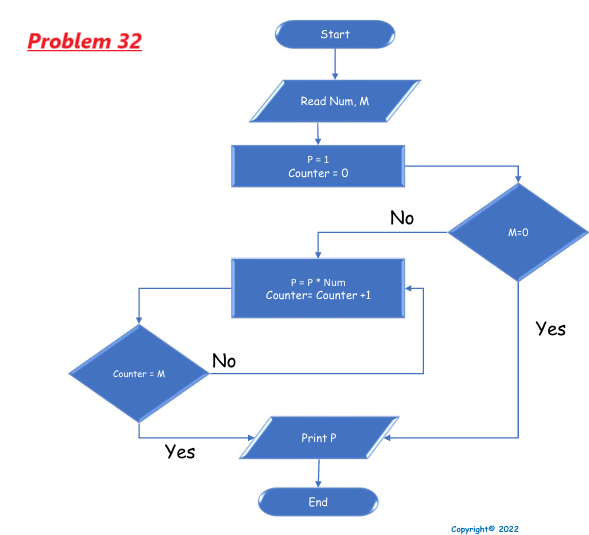 Problem 32
Start
Read Num, M
P = 1
Counter = 0
M=0
No
P = P * Num
Counter= Counter +1
Yes
Counter = M
No
Print P
Yes
End
Copyright© 2022